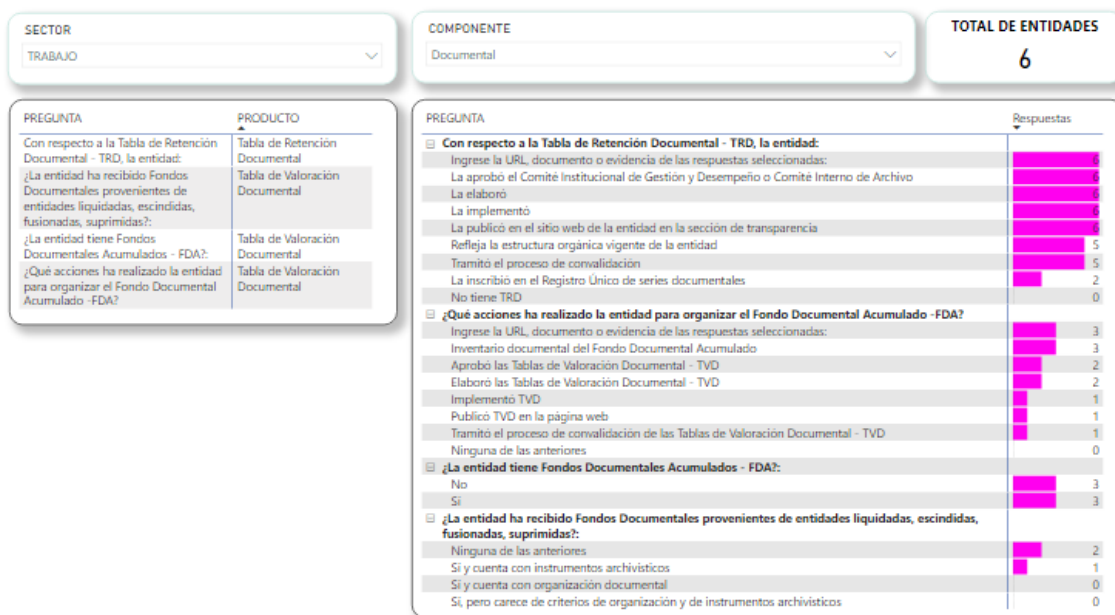 SECTOR
TRABAJO
COMPONENTE
Documental
TOTAL DE ENTIDADES
6
PREGUNTA PRODUCTO
Con respecto a la Tabla de Retención Tabla de Retención
Documental - TRD, la entidad: Documental
¿La entidad ha recibido Fondos Tabla de Valoración
Documentales provenientes de Documental
entidades liquidadas, escindidas,
fusionadas, suprimidas?:
¿La entidad tiene Fondos Tabla de Valoración
Documentales Acumulados - FDA?: Documental
¿Qué acciones ha realizado la entidad Tabla de Valoración
para organizar el Fondo Documental Documental
Acumulado -FDA?
PREGUNTA Respuestas
Con respecto a la Tabla de Retención Documental - TRD, la entidad:
Ingrese la URL, documento o evidencia de las respuestas seleccionadas: 6
La aprobó el Comité Institucional de Gestión y Desempeño o Comité Interno de Archivo 6
La elaboró 6
La implementó 6
La publicó en el sitio web de la entidad en la sección de transparencia 6
Refleja la estructura orgánica vigente de la entidad 5
Tramitó el proceso de convalidación 5
La inscribió en el Registro Único de series documentales 2
No tiene TRD 0
¿Qué acciones ha realizado la entidad para organizar el Fondo Documental Acumulado -FDA?
Ingrese la URL, documento o evidencia de las respuestas seleccionadas: 3
Inventario documental del Fondo Documental Acumulado 3
Aprobó las Tablas de Valoración Documental - TVD 2
Elaboró las Tablas de Valoración Documental - TVD 2
Implementó TVD 1
Publicó TVD en la página web 1
Tramitó el proceso de convalidación de las Tablas de Valoración Documental - TVD 1
Ninguna de las anteriores 0
¿La entidad tiene Fondos Documentales Acumulados - FDA?:
No 3
Sí 3
¿La entidad ha recibido Fondos Documentales provenientes de entidades liquidadas, escindidas,
fusionadas, suprimidas?:
Ninguna de las anteriores 2
Sí y cuenta con instrumentos archivísticos 1
Sí y cuenta con organización documental 0
Sí, pero carece de criterios de organización y de instrumentos archivísticos 0